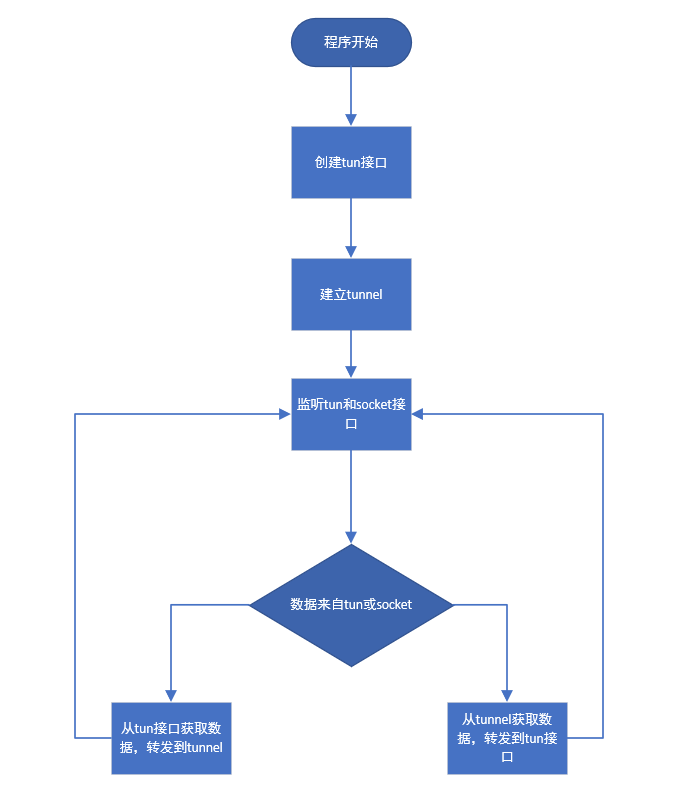 程序开始
创建tun接口
建立tunnel
监听tun和socket接
口
数据来自tun或socket
从tun接口获取数
据，转发到tunnel
从tunnel获取数
据，转发到tun接
口